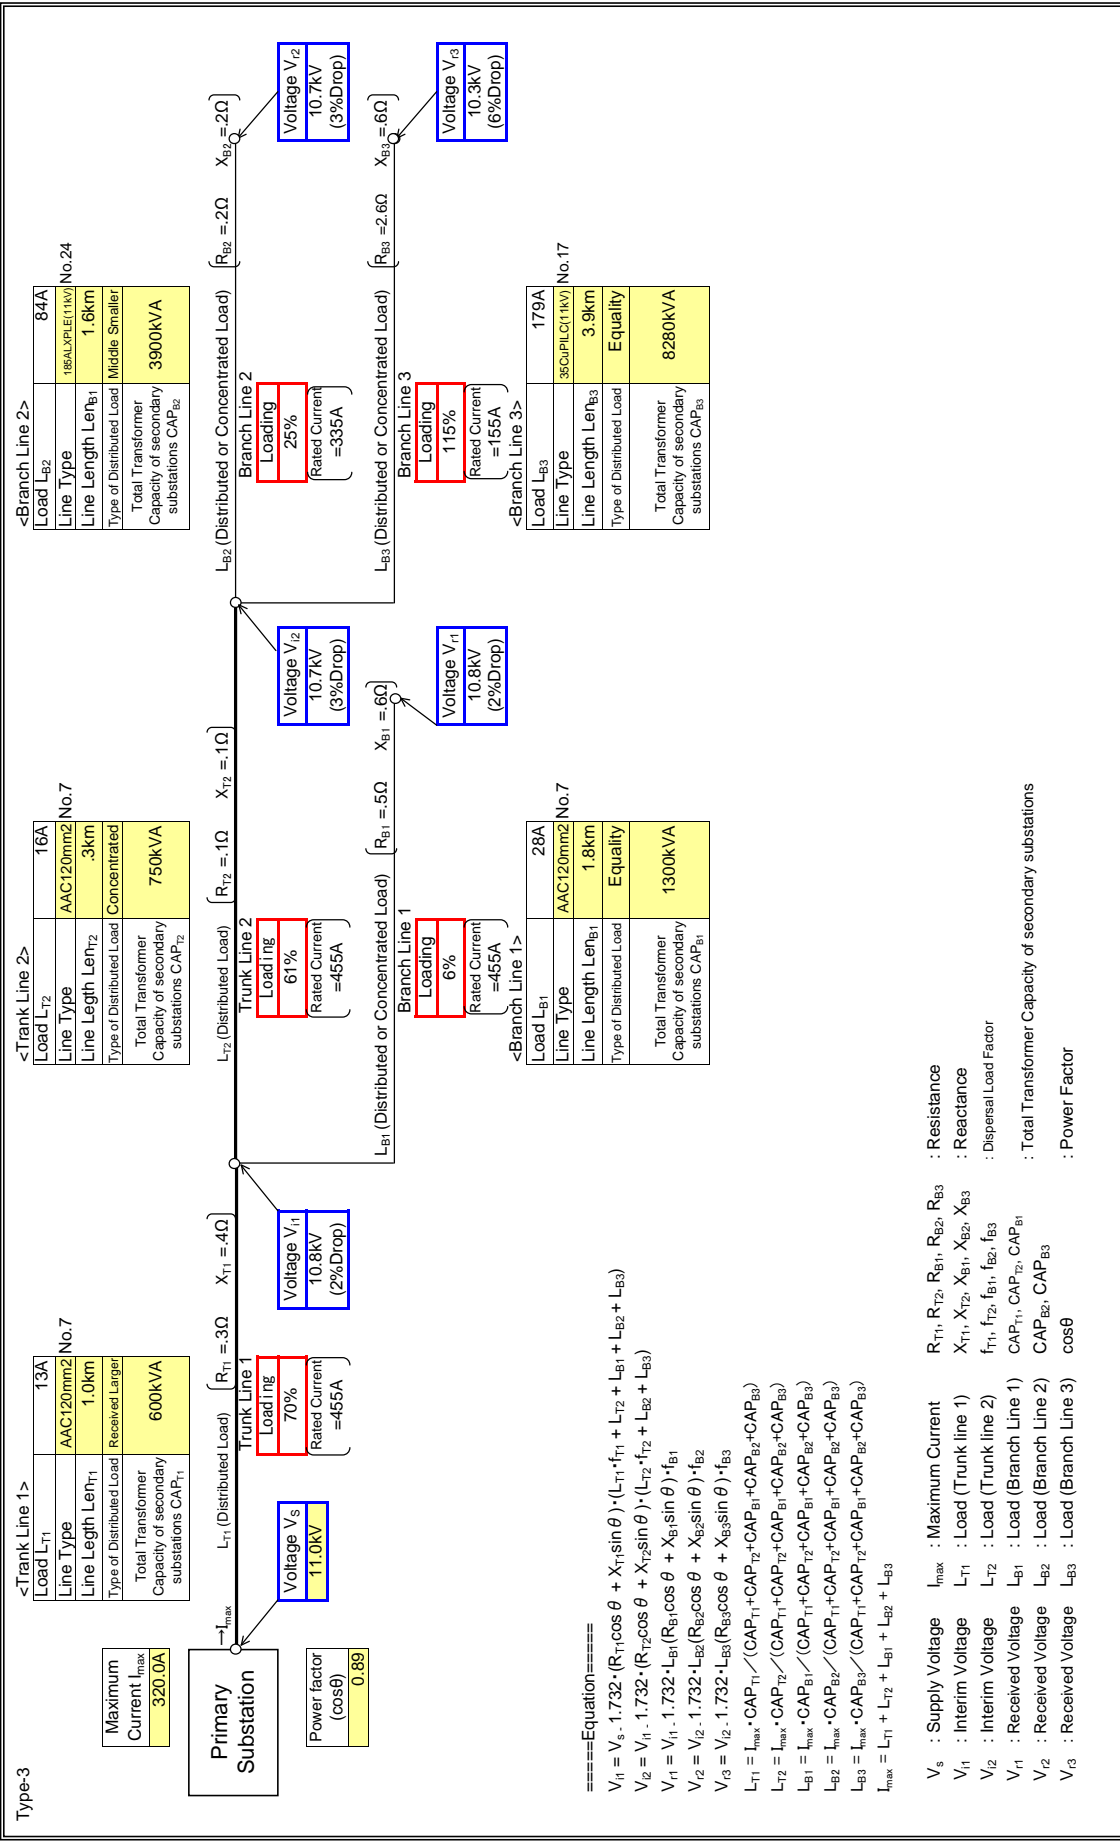 Type-3
Maximum
Current Imax
320.0A
Primary
Substation
Power factor
(cosθ)
0.89
→Imax
Voltage Vs
11.0kV
<Trank Line 1>
Load LT1 13A
Line Type AAC120mm2 No.7
Line Legth LenT1 1.0km
Type of Distributed Load Received Larger
Total Transformer
Capacity of secondary
substations CAPT1
600kVA
LT1 (Distributed Load) RT1 =.3Ω XT1 =.4Ω
Trunk Line 1
Loading
70%
Rated Current
=455A
Voltage Vi1
10.8kV
(2%Drop)
<Trank Line 2>
Load LT2 16A
Line Type AAC120mm2 No.7
Line Legth LenT2 .3km
Type of Distributed Load Concentrated
Total Transformer
Capacity of secondary
substations CAPT2
750kVA
LT2 (Distributed Load) RT2 =.1Ω XT2 =.1Ω
Trunk Line 2
Loading
61%
Rated Current
=455A
Voltage Vi2
10.7kV
(3%Drop)
LB1 (Distributed or Concentrated Load) RB1 =.5Ω XB1 =.6Ω
Branch Line 1
Loading
6%
Rated Current
=455A
Voltage Vr1
10.8kV
(2%Drop)
<Branch Line 1>
Load LB1 28A
Line Type AAC120mm2 No.7
Line Length LenB1 1.8km
Type of Distributed Load Equality
Total Transformer
Capacity of secondary
substations CAPB1
1300kVA
<Branch Line 2>
Load LB2 84A
Line Type 185ALXPLE(11kV) No.24
Line Length LenB1 1.6km
Type of Distributed Load Middle Smaller
Total Transformer
Capacity of secondary
substations CAPB2
3900kVA
LB2 (Distributed or Concentrated Load) RB2 =.2Ω XB2 =.2Ω
Branch Line 2
Loading
25%
Rated Current
=335A
Voltage Vr2
10.7kV
(3%Drop)
LB3 (Distributed or Concentrated Load) RB3 =2.6Ω XB3 =.6Ω
Branch Line 3
Loading
115%
Rated Current
=155A
Voltage Vr3
10.3kV
(6%Drop)
<Branch Line 3>
Load LB3 179A
Line Type 35CuPILC(11kV) No.17
Line Length LenB3 3.9km
Type of Distributed Load Equality
Total Transformer
Capacity of secondary
substations CAPB3
8280kVA
=====Equation=====
Vi1 = Vs - 1.732・(RT1cos θ + XT1sin θ)・(LT1・fT1 + LT2 + LB1 + LB2 + LB3)
Vi2 = Vi1 - 1.732・(RT2cos θ + XT2sin θ)・(LT2・fT2 + LB2 + LB3)
Vr1 = Vi1 - 1.732・LB1(RB1cos θ + XB1sin θ)・fB1
Vr2 = Vi2 - 1.732・LB2(RB2cos θ + XB2sin θ)・fB2
Vr3 = Vi2 - 1.732・LB3(RB3cos θ + XB3sin θ)・fB3
LT1 = Imax・CAPT1／(CAPT1+CAPT2+CAPB1+CAPB2+CAPB3)
LT2 = Imax・CAPT2／(CAPT1+CAPT2+CAPB1+CAPB2+CAPB3)
LB1 = Imax・CAPB1／(CAPT1+CAPT2+CAPB1+CAPB2+CAPB3)
LB2 = Imax・CAPB2／(CAPT1+CAPT2+CAPB1+CAPB2+CAPB3)
LB3 = Imax・CAPB3／(CAPT1+CAPT2+CAPB1+CAPB2+CAPB3)
Imax = LT1 + LT2 + LB1 + LB2 + LB3
Vs : Supply Voltage Imax : Maximum Current RT1, RT2, RB1, RB2, RB3 : Resistance
Vi1 : Interim Voltage LT1 : Load (Trunk line 1) XT1, XT2, XB1, XB2, XB3 : Reactance
Vi2 : Interim Voltage LT2 : Load (Trunk line 2) fT1, fT2, fB1, fB2, fB3 : Dispersal Load Factor
Vr1 : Received Voltage LB1 : Load (Branch Line 1) CAPT1, CAPT2, CAPB1 : Total Transformer Capacity of secondary substations
Vr2 : Received Voltage LB2 : Load (Branch Line 2) CAPB2, CAPB3
Vr3 : Received Voltage LB3 : Load (Branch Line 3) cosθ : Power Factor